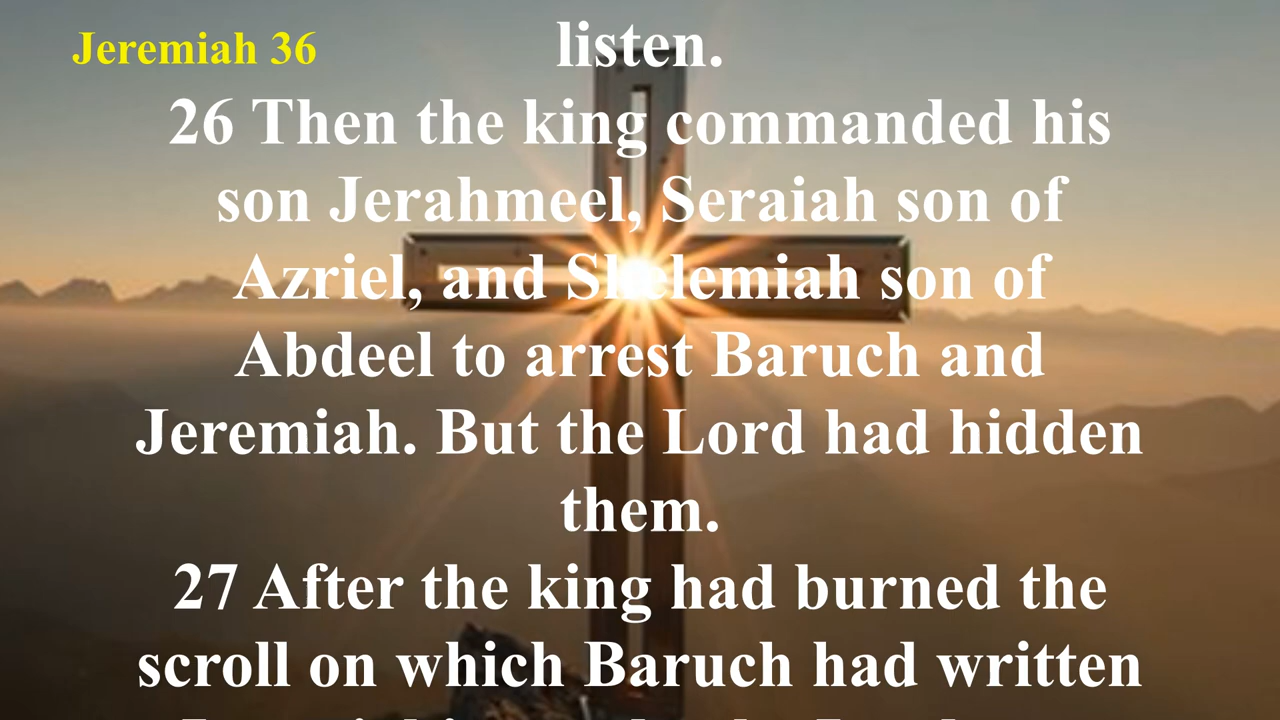 Jeremiah 36
listen.
26 Then the king commanded his
son Jerahmeel, Seraiah son of
Azriel, and Shelemiah son of
Abdeel to arrest Baruch and
Jeremiah. But the Lord had hidden
them.
27 After the king had burned the
scroll on which Baruch had written